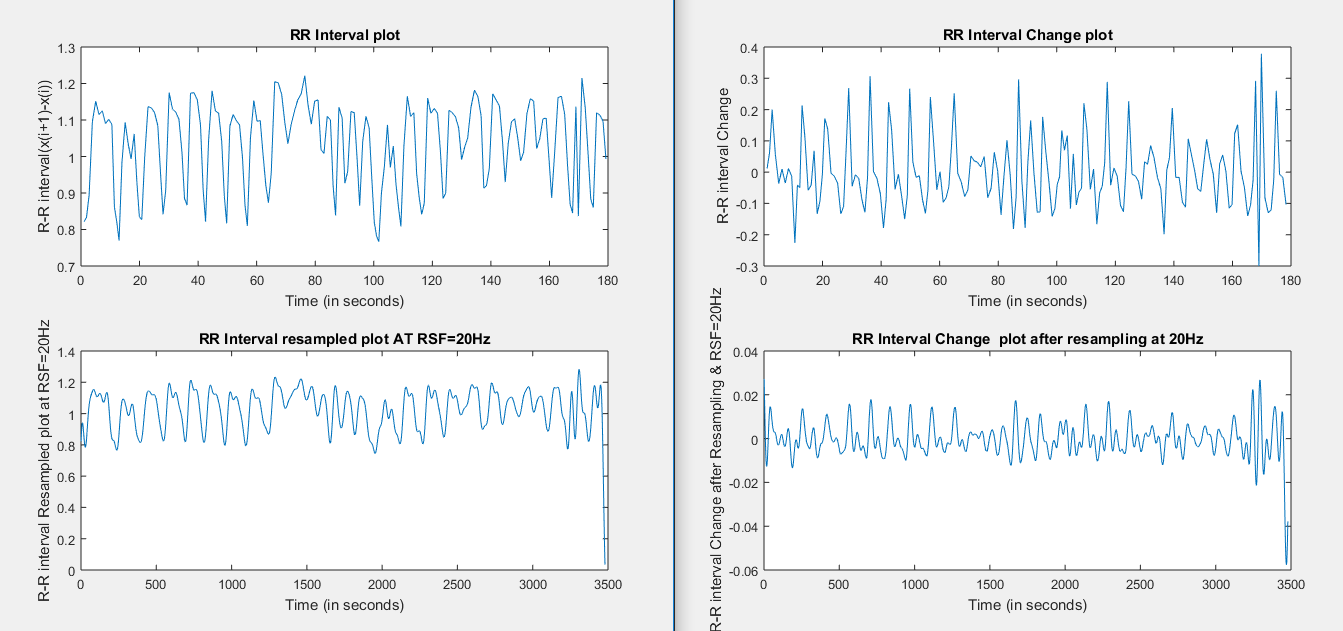 RR Interval plot
R-R interval(x(i+1)-x(i))
1.3
1.2
1.1
1
0.9
0.8
0.7
0 20 40 60 80 100 120 140 160 180
Time (in seconds)
RR Interval resampled plot AT RSF=20Hz
R-R interval Resampled plot at RSF=20Hz
1.4
1.2
1
0.8
0.6
0.4
0.2
0
0 500 1000 1500 2000 2500 3000 3500
Time (in seconds)
RR Interval Change plot
R-R interval Change
0.4
0.3
0.2
0.1
0
-0.1
-0.2
-0.3
0 20 40 60 80 100 120 140 160 180
Time (in seconds)
RR Interval Change plot after resampling at 20Hz
R-R interval Change after Resampling & RSF=20Hz
0.04
0.02
0
-0.02
-0.04
-0.06
0 500 1000 1500 2000 2500 3000 3500
Time (in seconds)